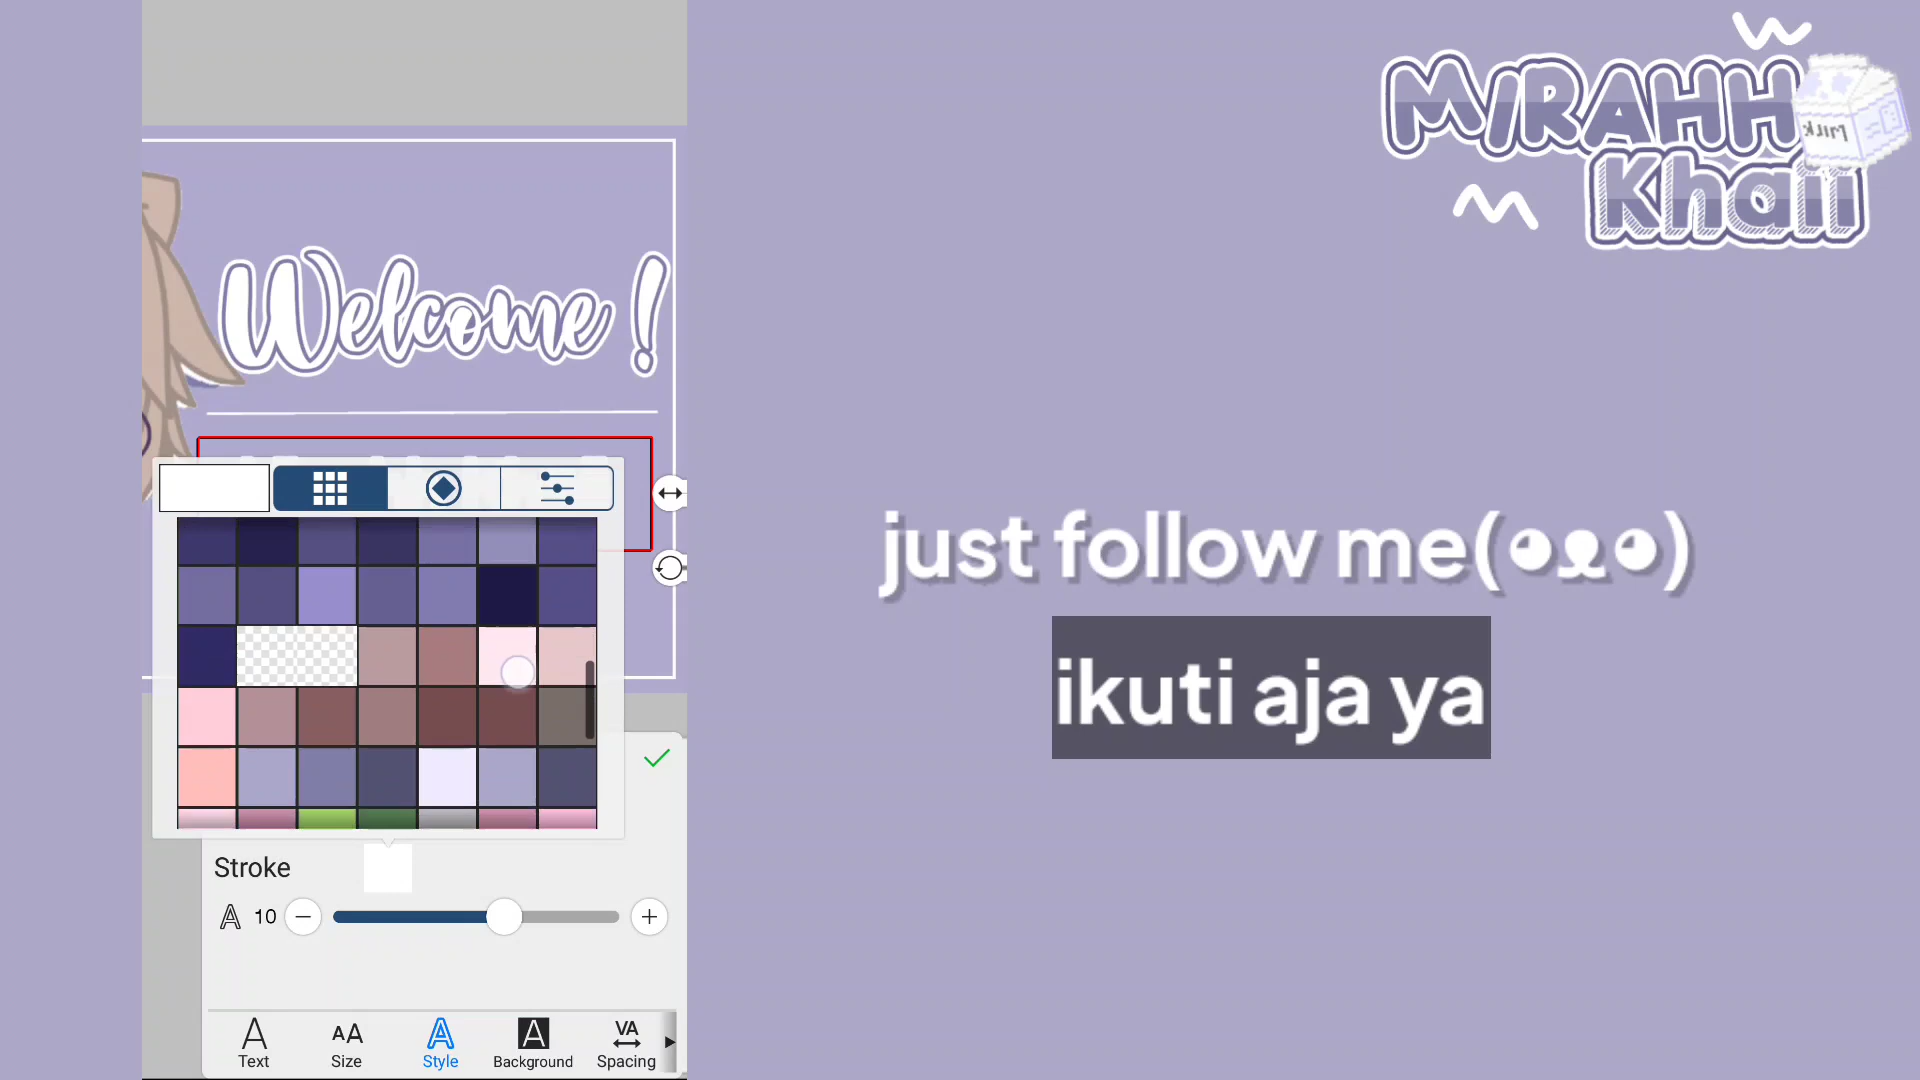 MIRAHH
Khaii
milk
Welcome !
just follow me(◕ᴥ◕)
ikuti aja ya
Stroke
10
Text
Size
Style
Background
Spacing